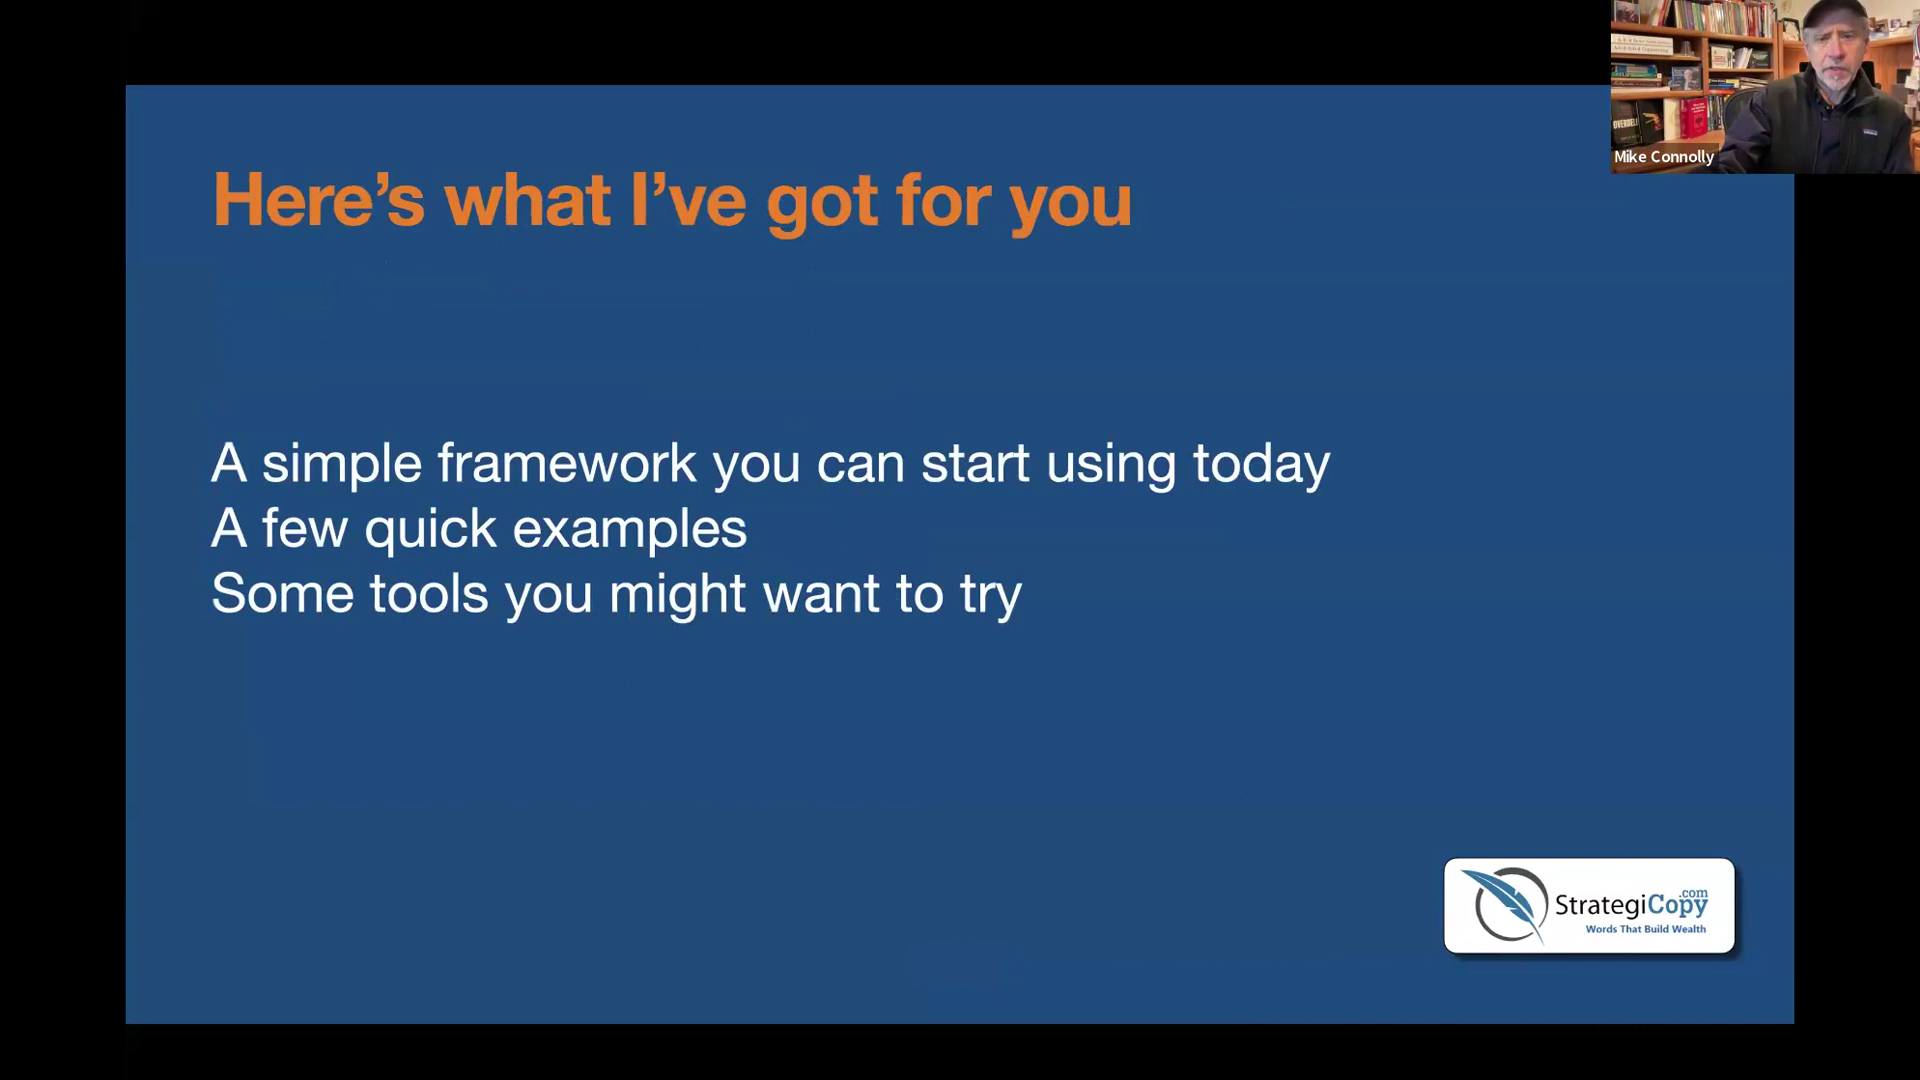 Here's what I've got for you
A simple framework you can start using today
A few quick examples
Some tools you might want to try
Mike Connolly
OVERDELI
StrategiCopy.com
Words That Build Wealth